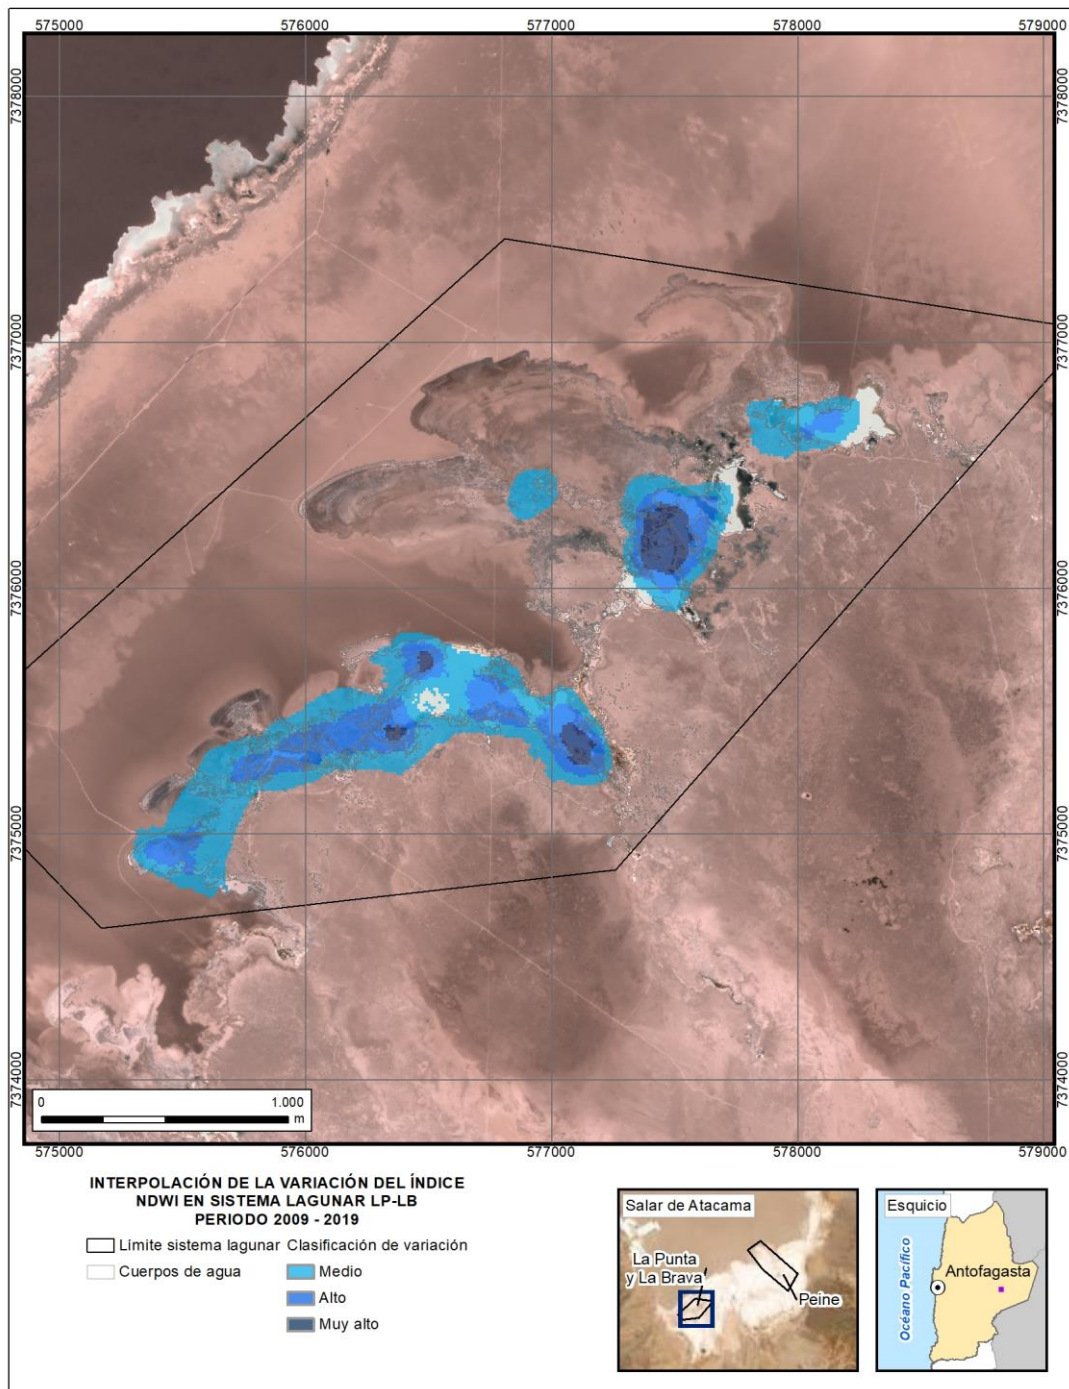 575000
576000
577000
578000
579000
7378000
7378000
7377000
7377000
7376000
7376000
7375000
7375000
7374000
7374000
0
1.000
m
575000
576000
577000
578000
579000
INTERPOLACIÓN DE LA VARIACIÓN DEL ÍNDICE
NDWI EN SISTEMA LAGUNAR LP-LB
PERIODO 2009 - 2019
Límite sistema lagunar
Clasificación de variación
Cuerpos de agua
Medio
Alto
Muy alto
Salar de Atacama
La Punta
y La Brava
Peine
Esquicio
Océano Pacífico
Antofagasta